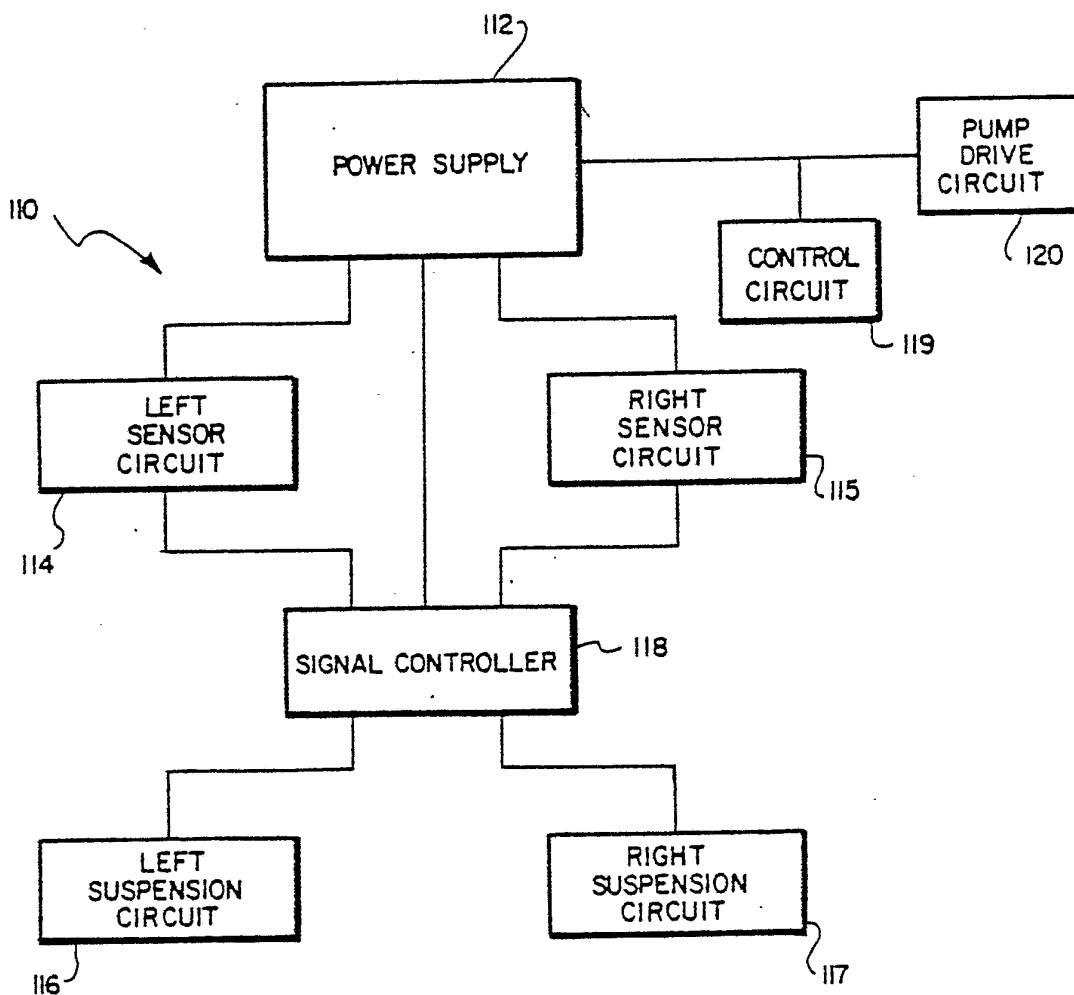 112
POWER SUPPLY
PUMP
DRIVE
CIRCUIT
120
110
CONTROL
CIRCUIT
119
LEFT
SENSOR
CIRCUIT
114
RIGHT
SENSOR
CIRCUIT
115
SIGNAL CONTROLLER
118
LEFT
SUSPENSION
CIRCUIT
116
RIGHT
SUSPENSION
CIRCUIT
117